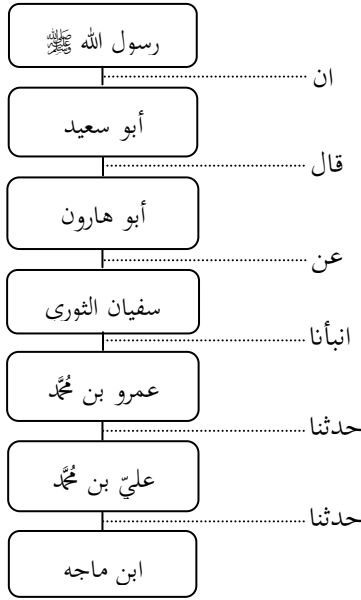 رسول الله ﷺ
ان
أبو سعيد
قال
أبو هارون
عن
سفيان الثورى
انبأنا
عمرو بن مُحَمَّد
حدثنا
عليّ بن مُحَمَّد
حدثنا
ابن ماجه